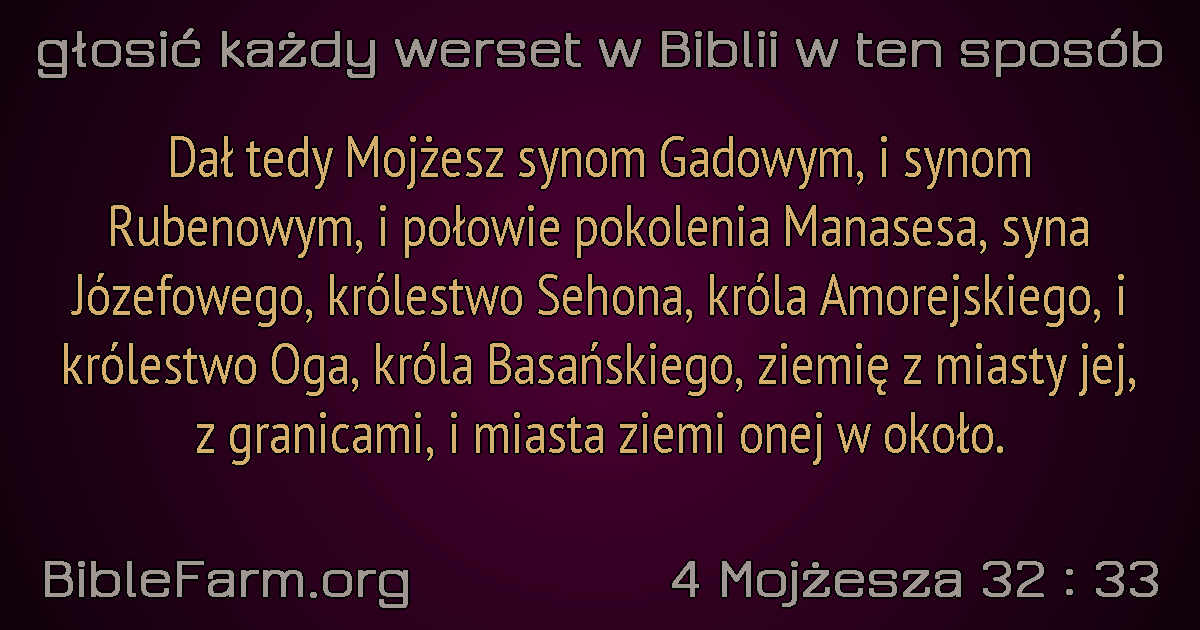 głosić każdy werset w Biblii w ten sposób
Dał tedy Mojżesz synom Gadowym, i synom
Rubenowym, i połowie pokolenia Manasesa, syna
Józefowego, królestwo Sehona, króla Amorejskiego, i
królestwo Oga, króla Basańskiego, ziemię z miasty jej,
z granicami, i miasta ziemi onej w około.
BibleFarm.org
4 Mojżesza 32 : 33